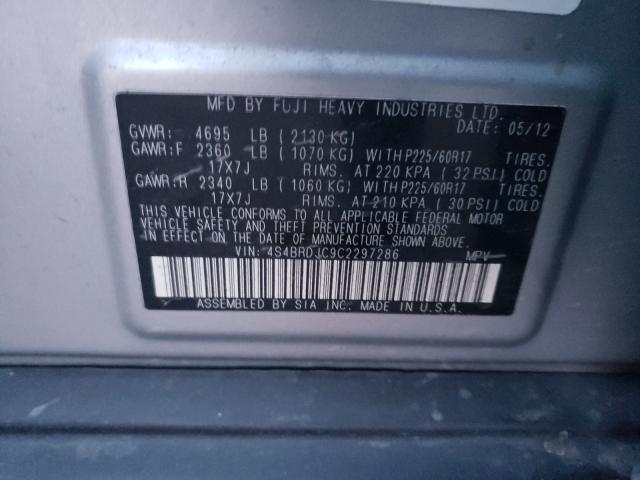 MFD BY FUJI HEAVY INDUSTRIES LTD.
DATE: 05/12
GVWR: 4695 LB (2130 KG)
GAWR:F 2360 LB (1070 KG) WITH P225/60R17 TIRES.
17X7J RIMS. AT 220 KPA (32 PSI) COLD
GAWR:R 2340 LB (1060 KG) WITH P225/60R17 TIRES.
17X7J RIMS. AT 210 KPA (30 PSI) COLD
THIS VEHICLE CONFORMS TO ALL APPLICABLE FEDERAL MOTOR
VEHICLE SAFETY AND THEFT PREVENTION STANDARDS IN
EFFECT ON THE DATE OF MANUFACTURE SHOWN ABOVE.
VIN: 4S4BRDJC9C2297286 MPV
ASSEMBLED BY SIA INC. MADE IN U.S.A.